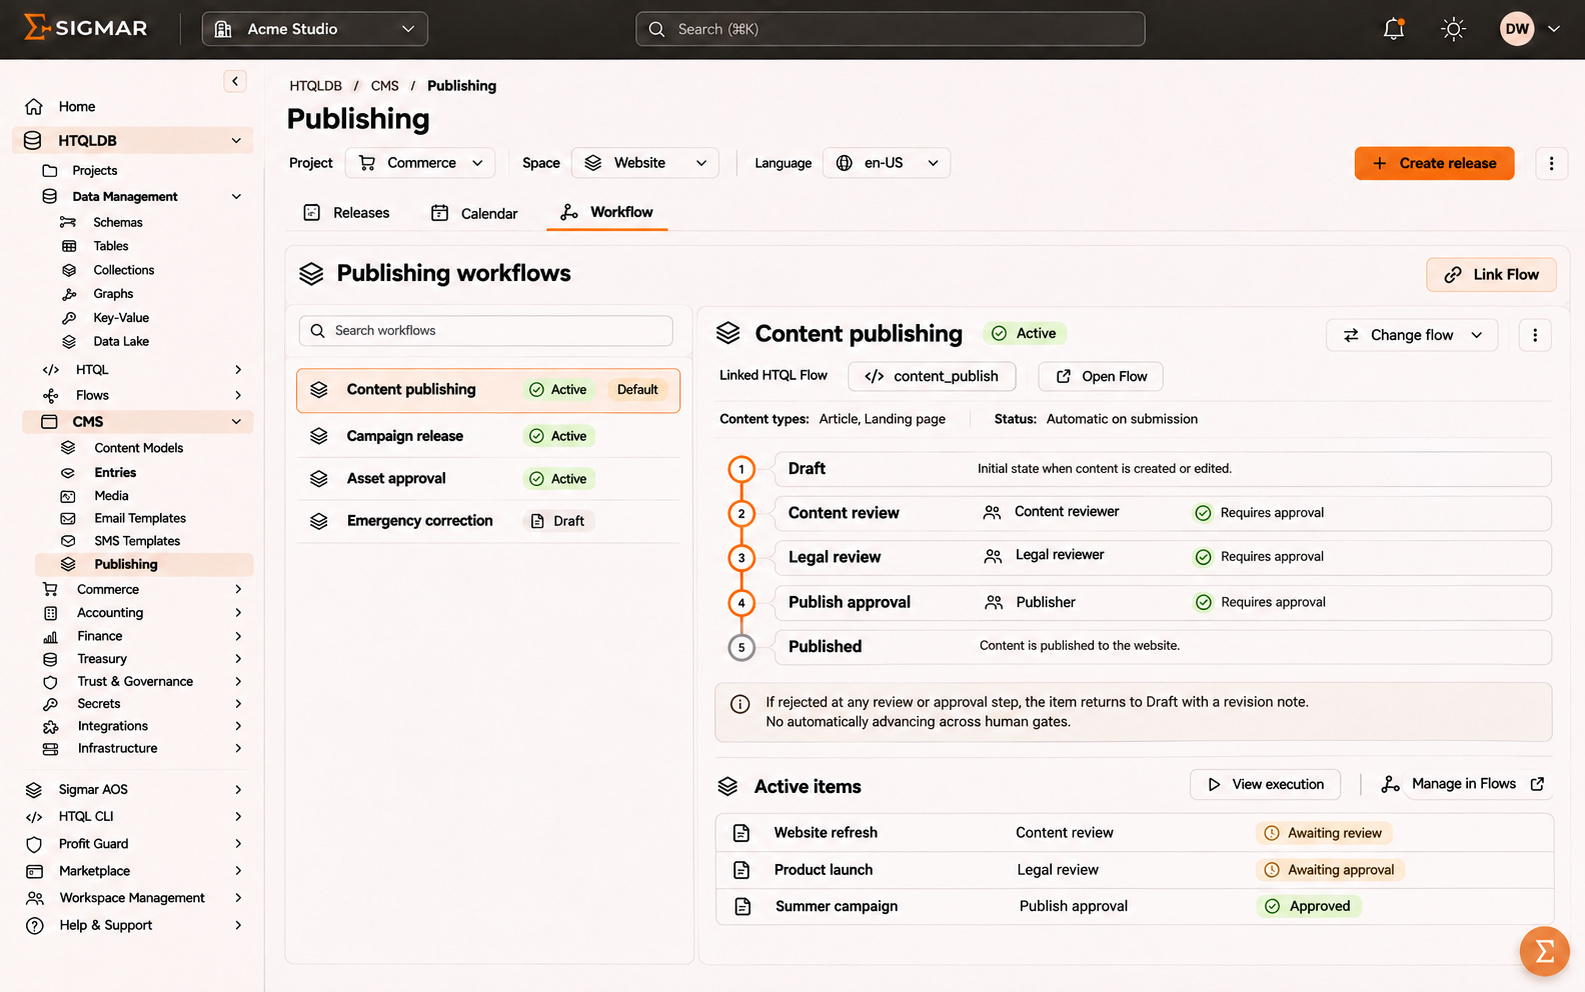 SIGMAR
Acme Studio
Search (⌘K)
DW
Home
HTQLDB
Projects
Data Management
Schemas
Tables
Collections
Graphs
Key-Value
Data Lake
HTQL
Flows
CMS
Content Models
Entries
Media
Email Templates
SMS Templates
Publishing
Commerce
Accounting
Finance
Treasury
Trust & Governance
Secrets
Integrations
Infrastructure
Sigmar AOS
HTQL CLI
Profit Guard
Marketplace
Workspace Management
Help & Support
HTQLDB / CMS / Publishing
Publishing
Project Commerce Space Website Language en-US
+ Create release
Releases Calendar Workflow
Publishing workflows
Link Flow
Search workflows
Content publishing Active Default
Campaign release Active
Asset approval Active
Emergency correction Draft
Content publishing Active
Change flow
Linked HTQL Flow </> content_publish Open Flow
Content types: Article, Landing page Status: Automatic on submission
1 Draft Initial state when content is created or edited.
2 Content review Content reviewer Requires approval
3 Legal review Legal reviewer Requires approval
4 Publish approval Publisher Requires approval
5 Published Content is published to the website.
If rejected at any review or approval step, the item returns to Draft with a revision note.
No automatically advancing across human gates.
Active items
View execution Manage in Flows
Website refresh Content review Awaiting review
Product launch Legal review Awaiting approval
Summer campaign Publish approval Approved
Σ